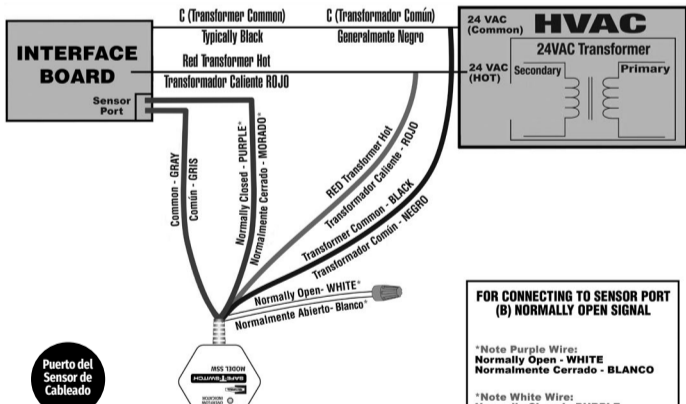 C (Transformer Common)
Typically Black
C (Transformador Común)
Generalmente Negro
24 VAC
(Common)
HVAC
24VAC Transformer
Secondary
Primary
24 VAC
(HOT)
INTERFACE
BOARD
Red Transformer Hot
Transformador Caliente ROJO
Sensor
Port
Common - GRAY
Común - GRIS
Normally Closed - PURPLE*
Normalmente Cerrado - MORADO*
RED Transformer Hot
Transformador Caliente - ROJO
Transformer Common - BLACK
Transformador Común - NEGRO
Normally Open- WHITE*
Normalmente Abierto- Blanco*
MODEL SSW
SAFE T SWITCH
INDICATOR
Puerto del
Sensor de
Cableado
FOR CONNECTING TO SENSOR PORT
(B) NORMALLY OPEN SIGNAL
*Note Purple Wire:
Normally Open - WHITE
Normalmente Cerrado - BLANCO
*Note White Wire: